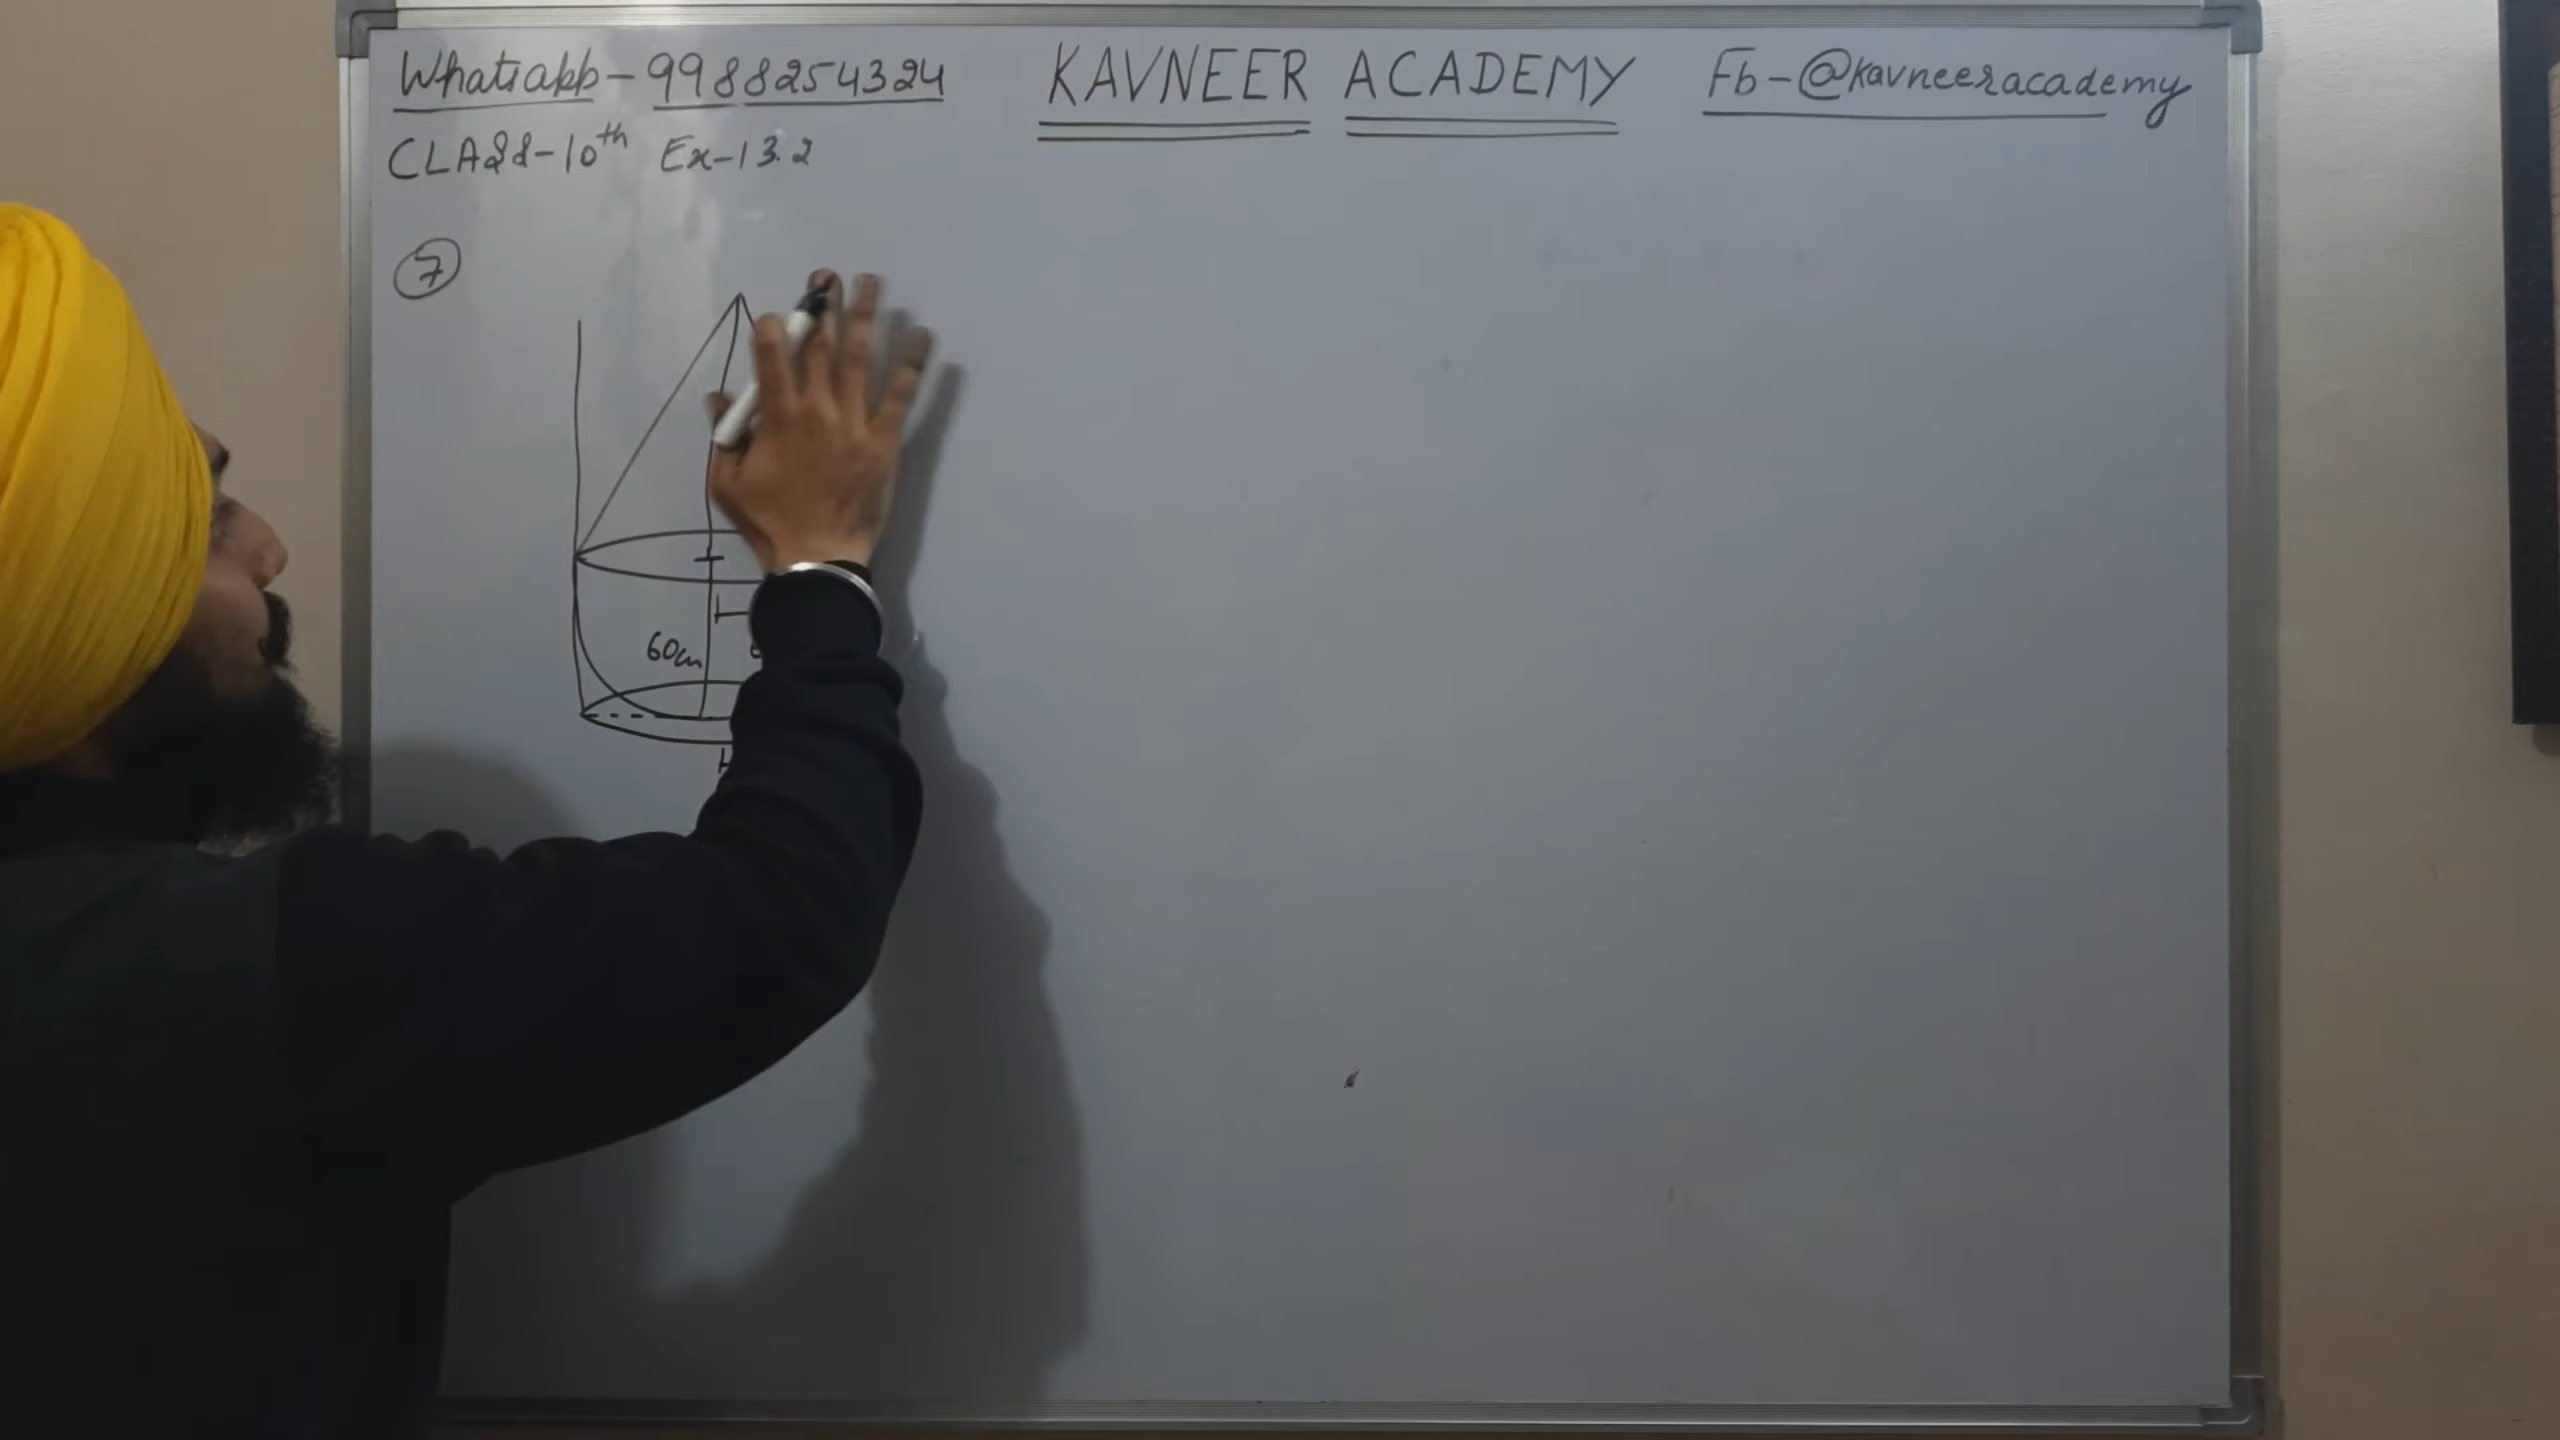 Whatsapp - 9988254324 KAVNEER ACADEMY Fb - @kavneeracademy
CLASS - 10th Ex - 13.2
7
60cm